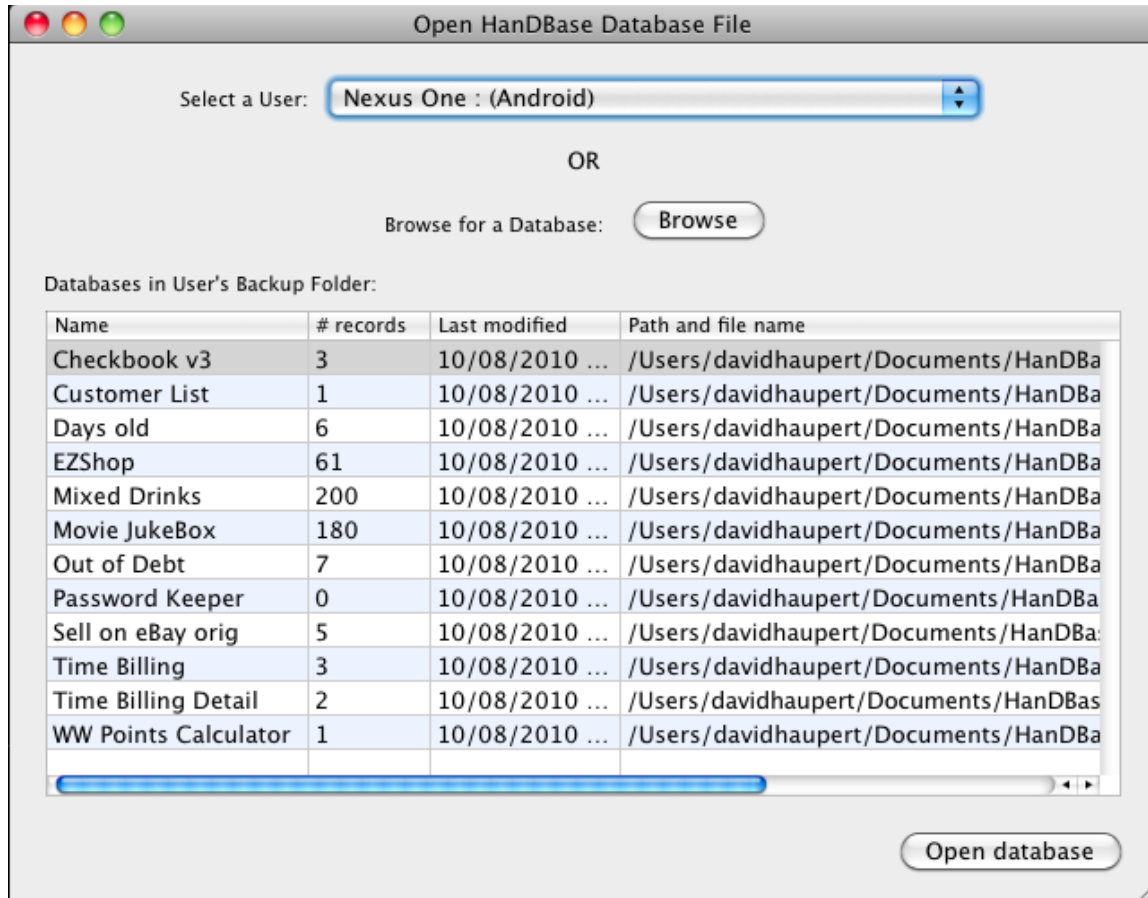 Open HanDBase Database File
Select a User: Nexus One : (Android)
OR
Browse for a Database: Browse
Databases in User's Backup Folder:
Name # records Last modified Path and file name
Checkbook v3 3 10/08/2010 ... /Users/davidhaupert/Documents/HanDBa
Customer List 1 10/08/2010 ... /Users/davidhaupert/Documents/HanDBa
Days old 6 10/08/2010 ... /Users/davidhaupert/Documents/HanDBa
EZShop 61 10/08/2010 ... /Users/davidhaupert/Documents/HanDBa
Mixed Drinks 200 10/08/2010 ... /Users/davidhaupert/Documents/HanDBa
Movie JukeBox 180 10/08/2010 ... /Users/davidhaupert/Documents/HanDBa
Out of Debt 7 10/08/2010 ... /Users/davidhaupert/Documents/HanDBa
Password Keeper 0 10/08/2010 ... /Users/davidhaupert/Documents/HanDBa
Sell on eBay orig 5 10/08/2010 ... /Users/davidhaupert/Documents/HanDBa
Time Billing 3 10/08/2010 ... /Users/davidhaupert/Documents/HanDBa
Time Billing Detail 2 10/08/2010 ... /Users/davidhaupert/Documents/HanDBas
WW Points Calculator 1 10/08/2010 ... /Users/davidhaupert/Documents/HanDBa
Open database